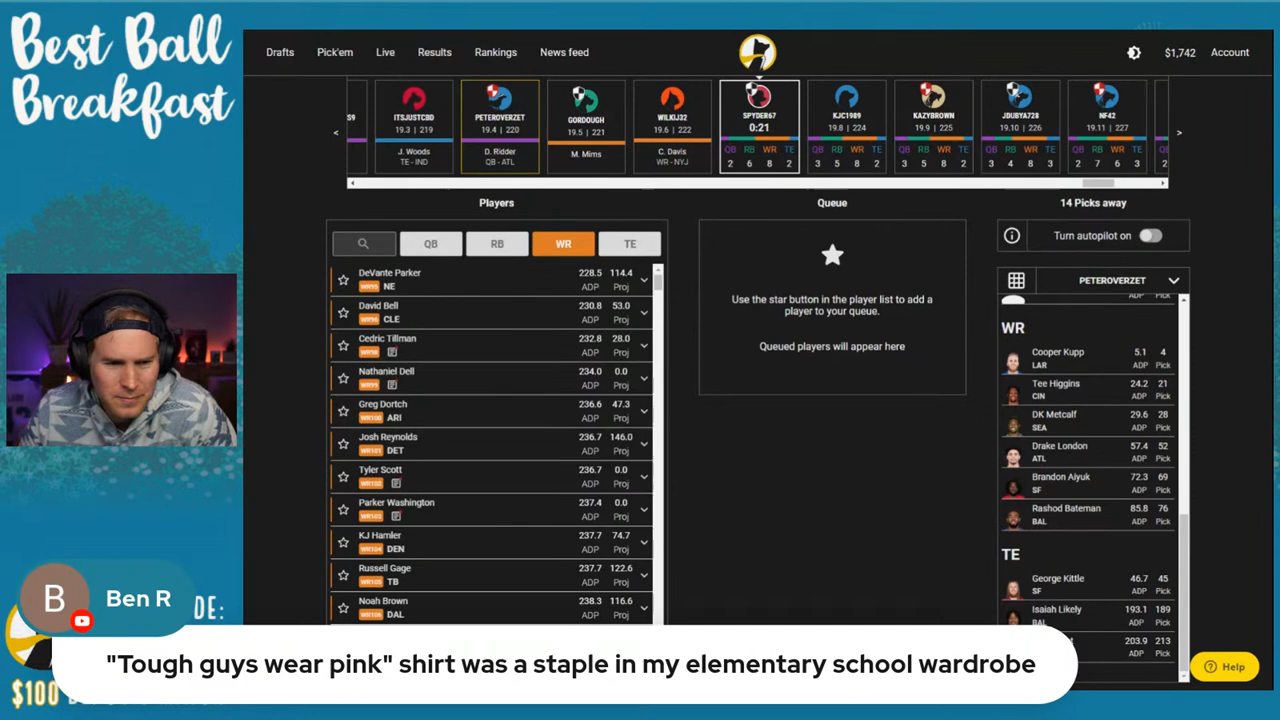 Best Ball
Breakfast
Drafts Pick'em Live Results Rankings News feed
$1,742 Account
S9
ITSJUSTCBD
19.3 | 219
J. Woods
TE - IND
PETEROVERZET
19.4 | 220
D. Ridder
QB - ATL
GORDOUGH
19.5 | 221
M. Mims
WILKIJ32
19.6 | 222
C. Davis
WR - NYJ
SPYDER67
0:21
QB RB WR TE
2 6 8 2
KJC1989
19.8 | 224
QB RB WR TE
3 5 8 2
KAZYBROWN
19.9 | 225
QB RB WR TE
3 5 8 2
JDUBYA728
19.10 | 226
QB RB WR TE
3 4 8 3
NF42
19.11 | 227
QB RB WR TE
2 7 6 3
Players
QB RB WR TE
DeVante Parker 228.5 114.4
WR95 NE ADP Proj
David Bell 230.8 53.0
WR96 CLE ADP Proj
Cedric Tillman 232.8 28.0
WR98 ADP Proj
Nathaniel Dell 234.0 0.0
WR99 ADP Proj
Greg Dortch 236.6 47.3
WR100 ARI ADP Proj
Josh Reynolds 236.7 146.0
WR101 DET ADP Proj
Tyler Scott 236.7 0.0
WR102 ADP Proj
Parker Washington 237.4 0.0
WR103 ADP Proj
KJ Hamler 237.7 74.7
WR104 DEN ADP Proj
Russell Gage 237.7 122.6
WR105 TB ADP Proj
Noah Brown 238.3 116.6
WR106 DAL ADP Proj
Queue
Use the star button in the player list to add a
player to your queue.
Queued players will appear here
14 Picks away
Turn autopilot on
PETEROVERZET
ADP Pick
WR
Cooper Kupp 5.1 4
LAR ADP Pick
Tee Higgins 24.2 21
CIN ADP Pick
DK Metcalf 29.6 28
SEA ADP Pick
Drake London 57.4 52
ATL ADP Pick
Brandon Aiyuk 72.3 69
SF ADP Pick
Rashod Bateman 85.8 76
BAL ADP Pick
TE
George Kittle 46.7 45
SF ADP Pick
Isaiah Likely 193.1 189
BAL ADP Pick
203.9 213
ADP Pick
Help
B
Ben R
DE:
$100
"Tough guys wear pink" shirt was a staple in my elementary school wardrobe